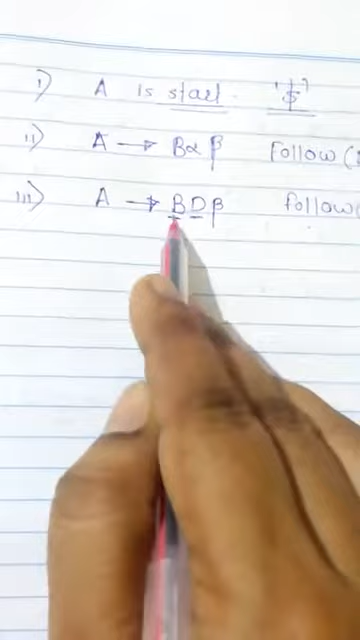 i) A is start '$'
ii) A → Bαβ Follow (
iii) A → BDβ follow(